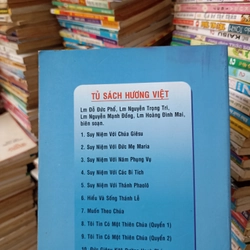 TỦ SÁCH HƯƠNG VIỆT
Lm Đỗ Đức Phổ, Lm Nguyễn Trọng Tri,
Lm Nguyễn Mạnh Đồng, Lm Hoàng Đình Mai,
biên soạn.
1. Suy Niệm Với Chúa Giêsu
2. Suy Niệm Với Đức Mẹ Maria
3. Suy Niệm Với Năm Phụng Vụ
4. Suy Niệm Với Các Bí Tích
5. Suy Niệm Với Thánh Phaolô
6. Hiểu Và Sống Thánh Lễ
7. Muốn Theo Chúa
8. Tôi Tin Có Một Thiên Chúa (Quyển 1)
9. Tôi Tin Có Một Thiên Chúa (Quyển 2)